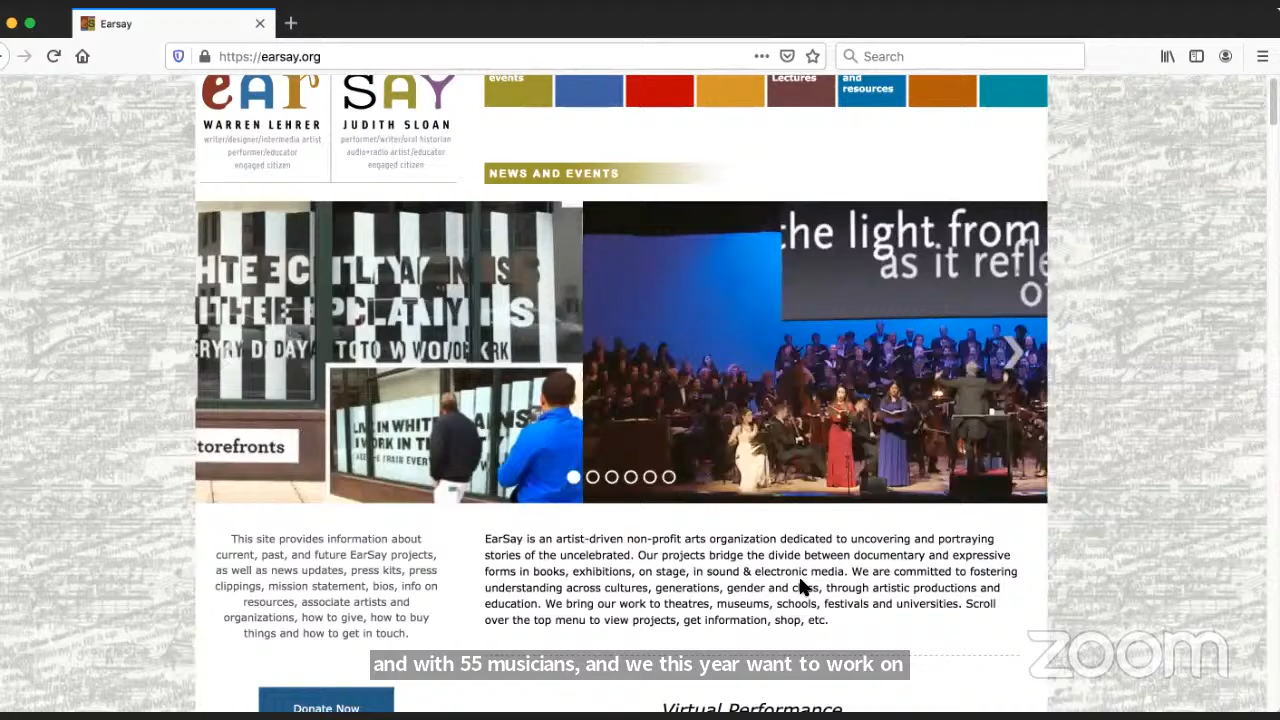 Earsay
https://earsay.org
Search
eAr SAY
WARREN LEHRER
writer/designer/intermedia artist
performer/educator
engaged citizen
JUDITH SLOAN
performer/writer/oral historian
audio+radio artist/educator
engaged citizen
events
Lectures
and
resources
NEWS AND EVENTS
the light from
as it refle
o
torefronts
This site provides information about
current, past, and future EarSay projects,
as well as news updates, press kits, press
clippings, mission statement, bios, info on
resources, associate artists and
organizations, how to give, how to buy
things and how to get in touch.
EarSay is an artist-driven non-profit arts organization dedicated to uncovering and portraying
stories of the uncelebrated. Our projects bridge the divide between documentary and expressive
forms in books, exhibitions, on stage, in sound & electronic media. We are committed to fostering
understanding across cultures, generations, gender and class, through artistic productions and
education. We bring our work to theatres, museums, schools, festivals and universities. Scroll
over the top menu to view projects, get information, shop, etc.
and with 55 musicians, and we this year want to work on
zoom
Donate Now
Virtual Performance